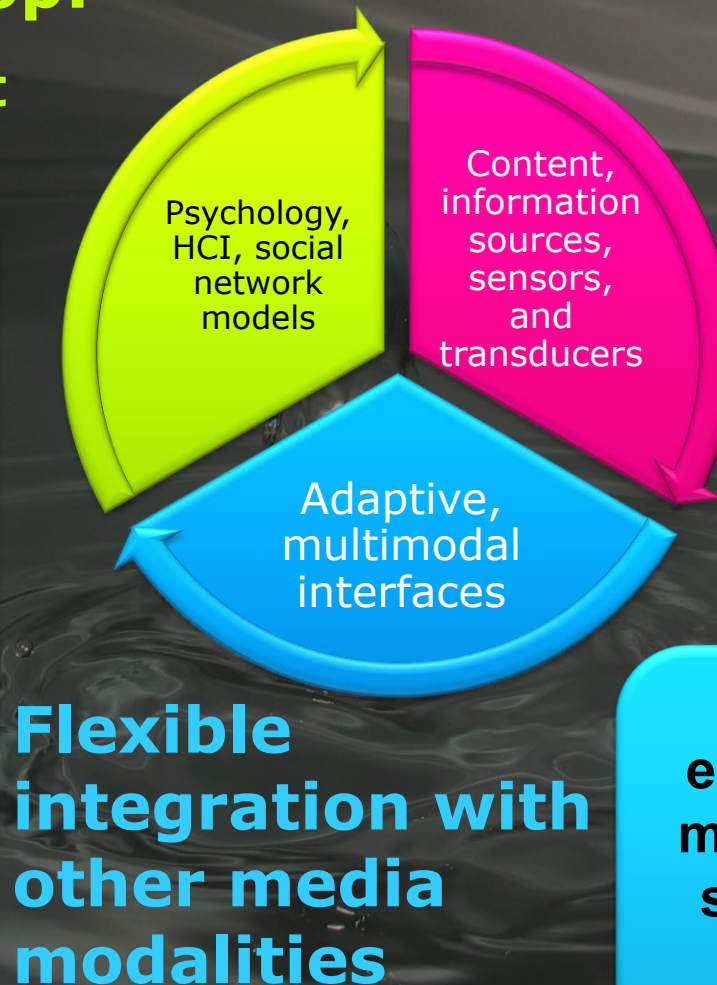 Psychology,
HCI, social
network
models
Content,
information
sources,
sensors,
and
transducers
Adaptive,
multimodal
interfaces
Flexible
integration with
other media
modalities